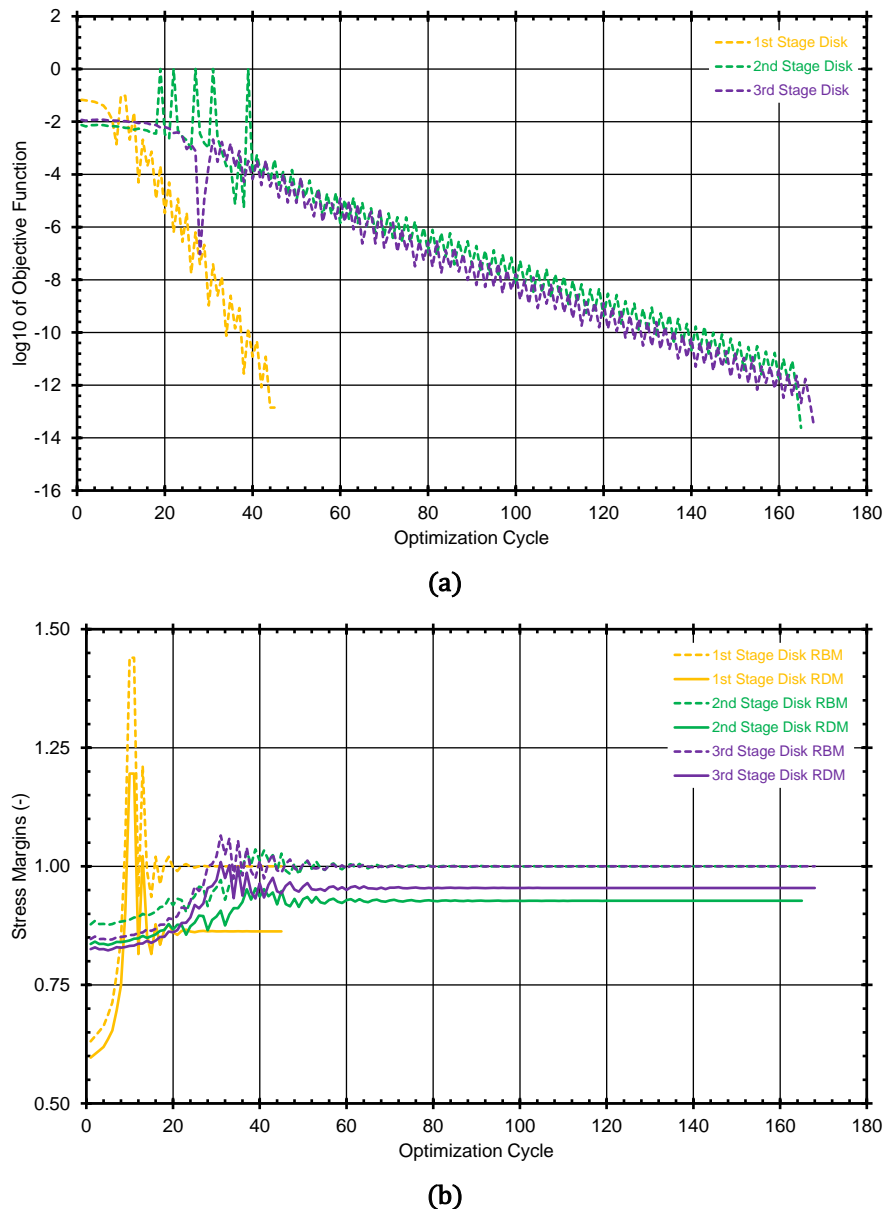 2
0
-2
-4
-6
-8
-10
-12
-14
-16
log10 of Objective Function
1st Stage Disk
2nd Stage Disk
3rd Stage Disk
0 20 40 60 80 100 120 140 160 180
Optimization Cycle
(a)
1.50
1.25
1.00
0.75
0.50
Stress Margins (-)
1st Stage Disk RBM
1st Stage Disk RDM
2nd Stage Disk RBM
2nd Stage Disk RDM
3rd Stage Disk RBM
3rd Stage Disk RDM
0 20 40 60 80 100 120 140 160 180
Optimization Cycle
(b)